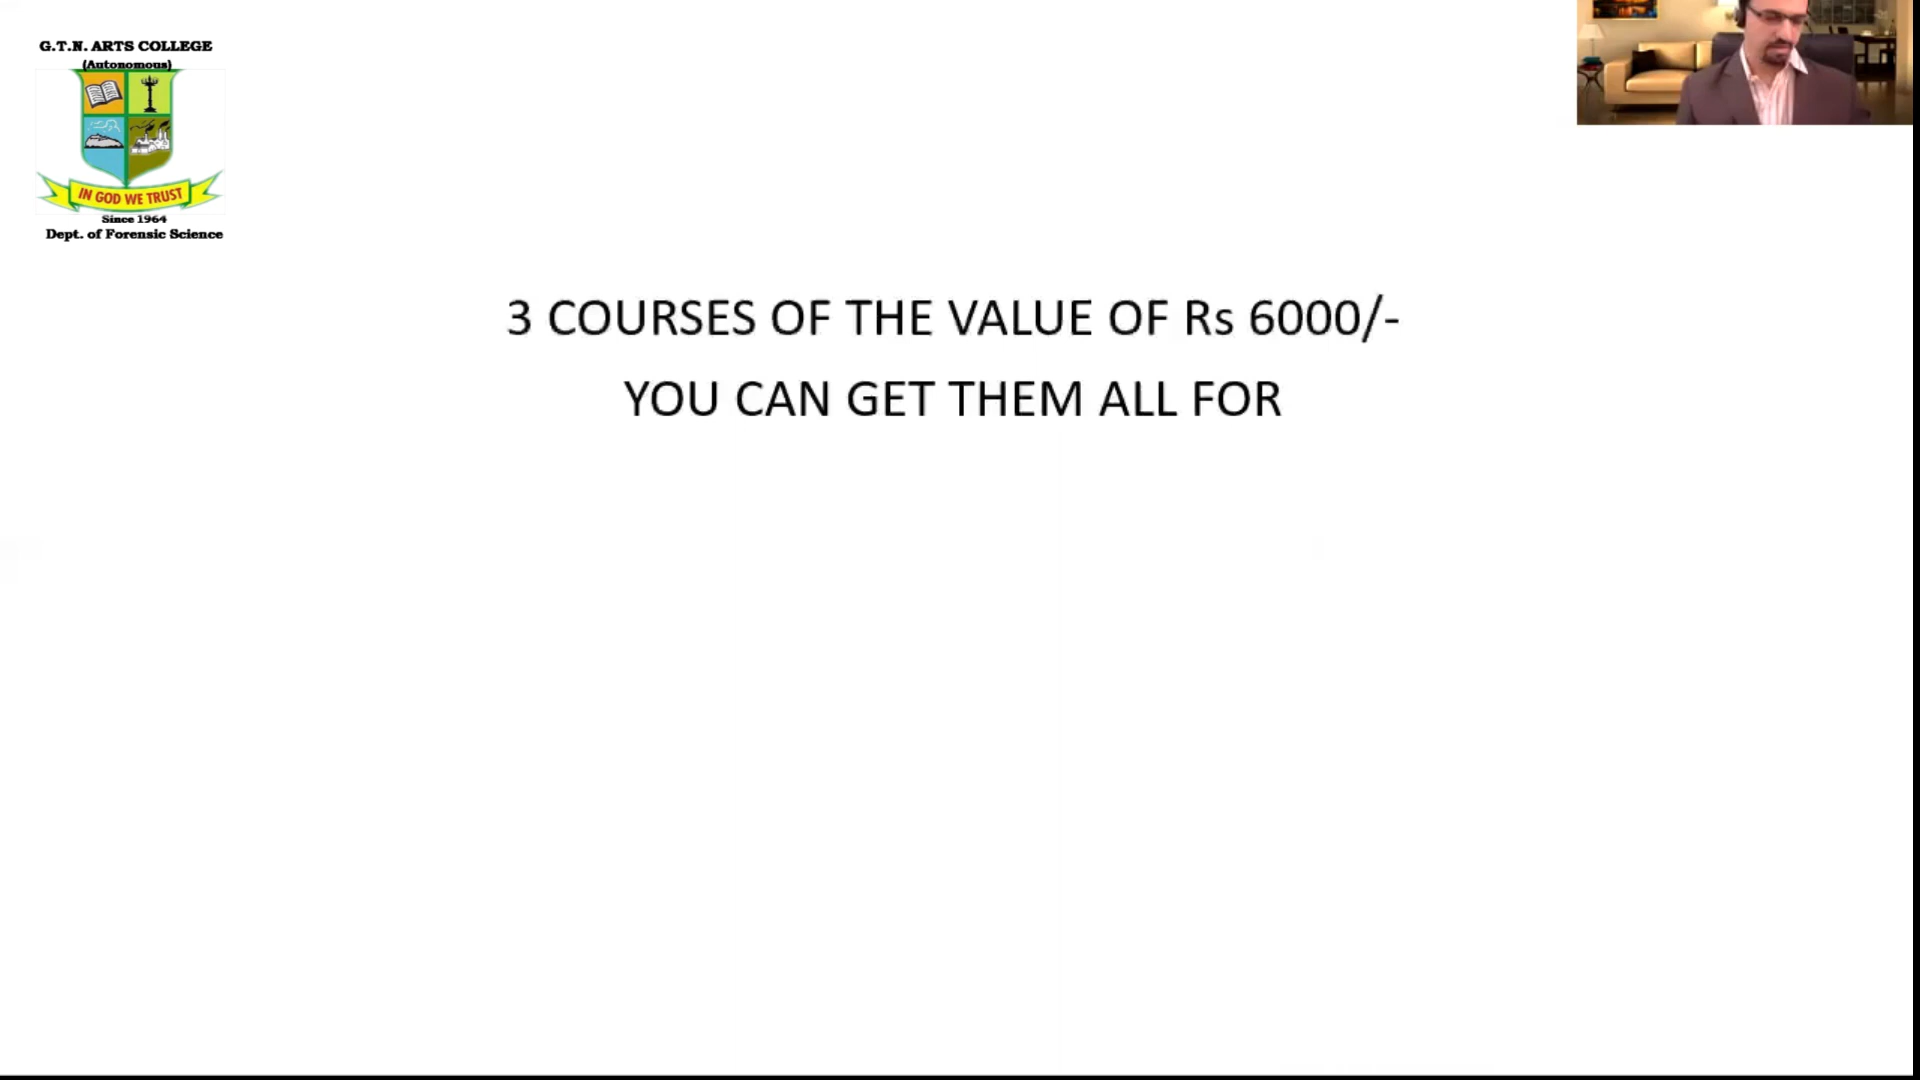 G.T.N. ARTS COLLEGE
(Autonomous)
IN GOD WE TRUST
Since 1964
Dept. of Forensic Science
3 COURSES OF THE VALUE OF Rs 6000/-
YOU CAN GET THEM ALL FOR